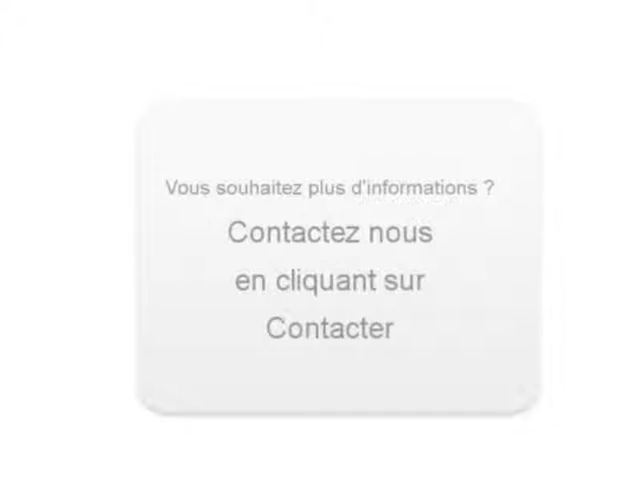 Vous souhaitez plus d'informations ?
Contactez nous
en cliquant sur
Contacter